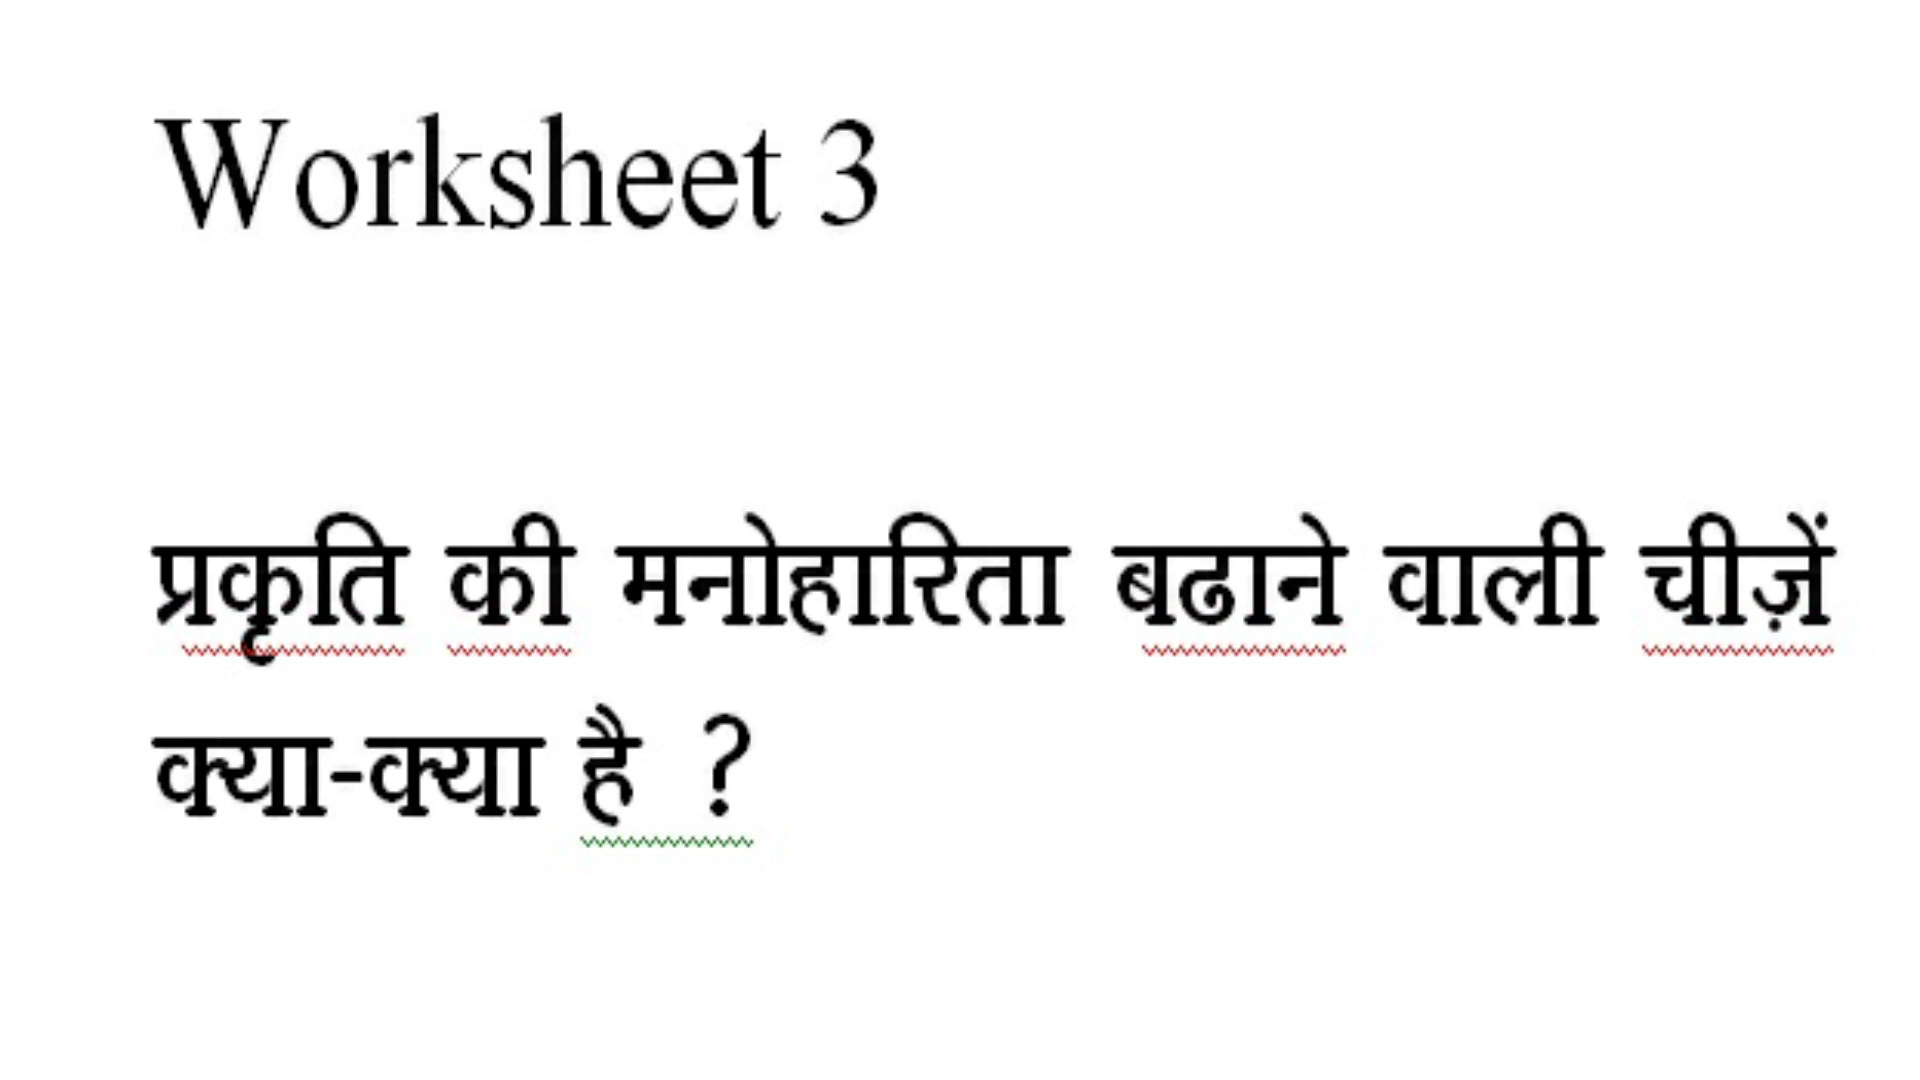 Worksheet 3
प्रकृति की मनोहारिता बढाने वाली चीज़ें
क्या-क्या है ?